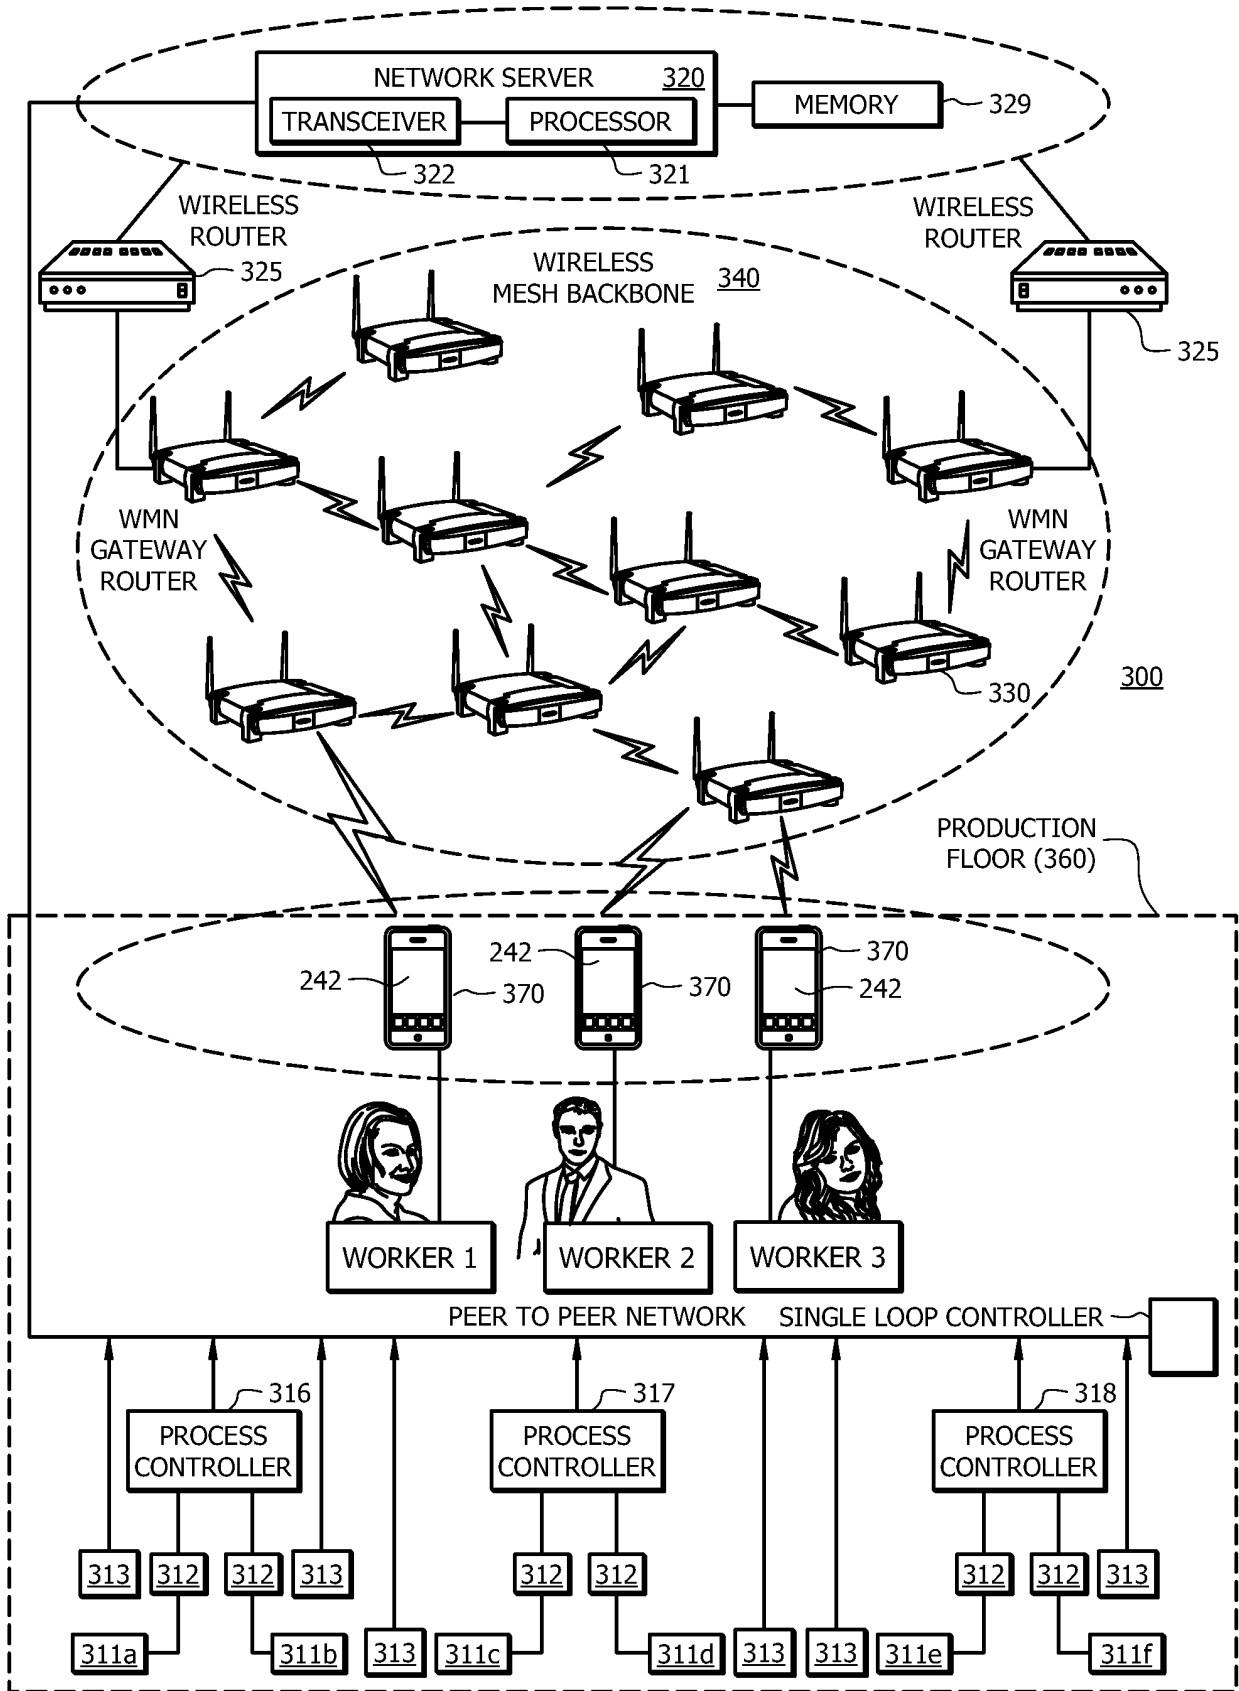 NETWORK SERVER 320
TRANSCEIVER
PROCESSOR
MEMORY
329
322
321
WIRELESS
ROUTER
325
WIRELESS
ROUTER
325
WIRELESS
MESH BACKBONE
340
WMN
GATEWAY
ROUTER
WMN
GATEWAY
ROUTER
330
300
PRODUCTION
FLOOR (360)
242
370
242
370
370
242
WORKER 1
WORKER 2
WORKER 3
PEER TO PEER NETWORK
SINGLE LOOP CONTROLLER
316
317
318
PROCESS
CONTROLLER
PROCESS
CONTROLLER
PROCESS
CONTROLLER
313
312
312
313
312
312
312
312
313
311a
311b
313
311c
311d
313
313
311e
311f